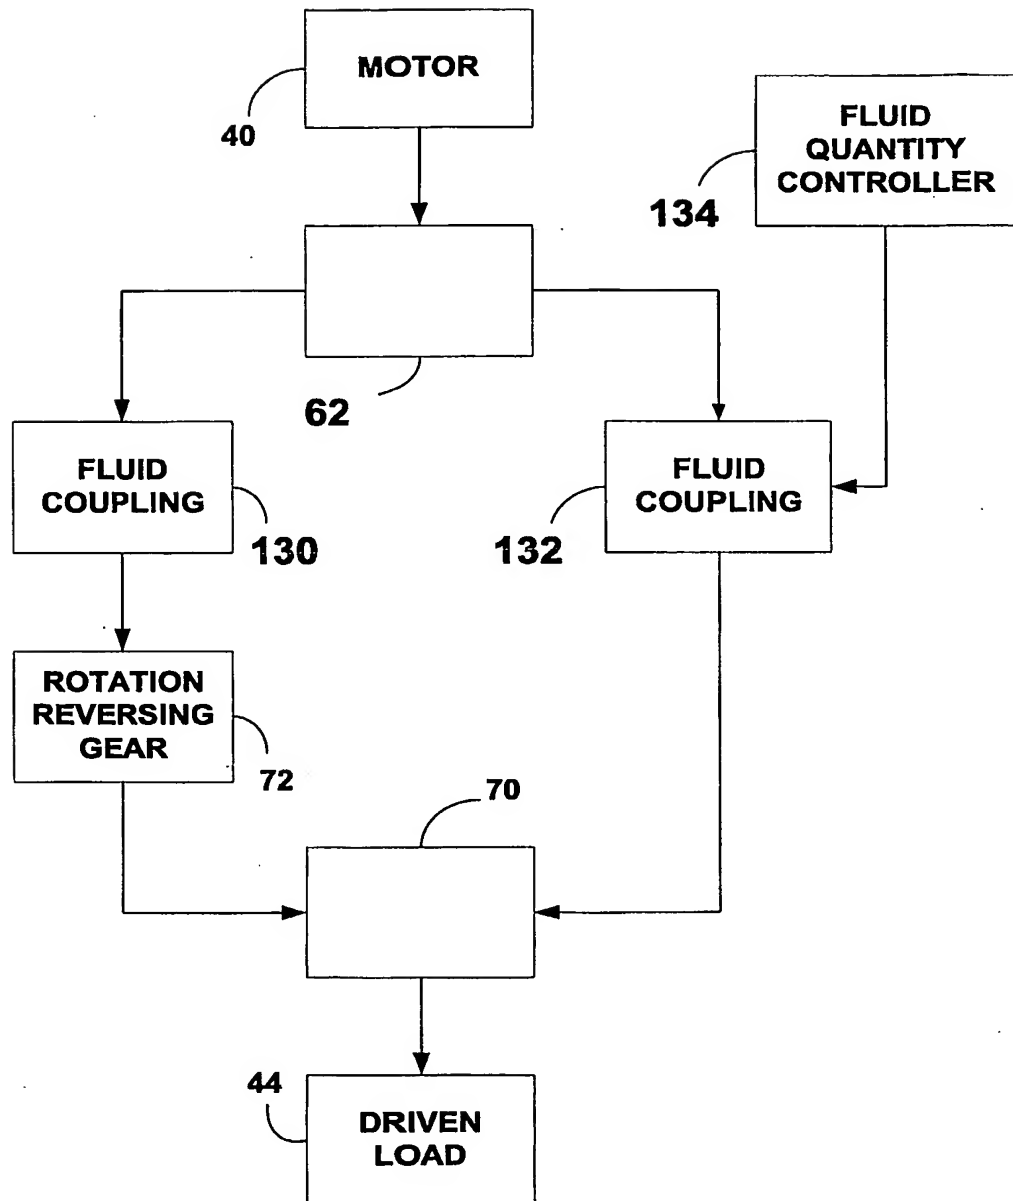 MOTOR
40
FLUID
QUANTITY
CONTROLLER
134
62
FLUID
COUPLING
130
FLUID
COUPLING
132
ROTATION
REVERSING
GEAR
72
70
44
DRIVEN
LOAD